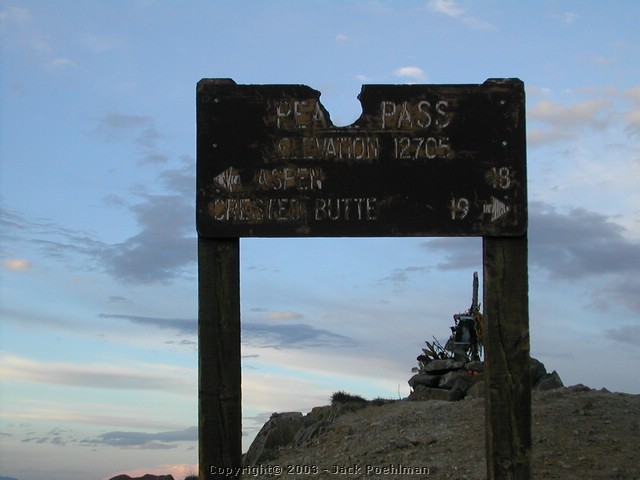 PEA PASS
ELEVATION 12705
ASPEN 18
CRESTED BUTTE 19
Copyright © 2003 - Jack Poehlman